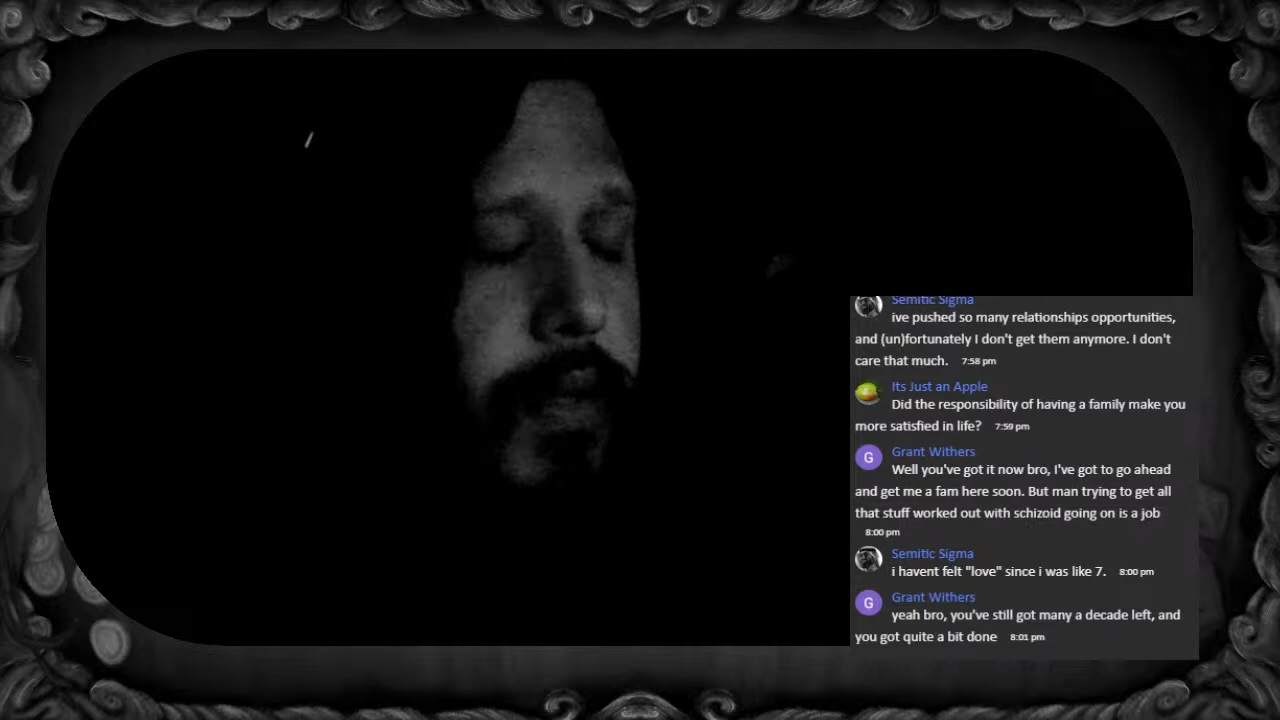 Semitic Sigma
ive pushed so many relationships opportunities,
and (un)fortunately I don't get them anymore. I don't
care that much. 7:58 pm
Its Just an Apple
Did the responsibility of having a family make you
more satisfied in life? 7:59 pm
G Grant Withers
Well you've got it now bro, I've got to go ahead
and get me a fam here soon. But man trying to get all
that stuff worked out with schizoid going on is a job
8:00 pm
Semitic Sigma
i havent felt "love" since i was like 7. 8:00 pm
G Grant Withers
yeah bro, you've still got many a decade left, and
you got quite a bit done 8:01 pm